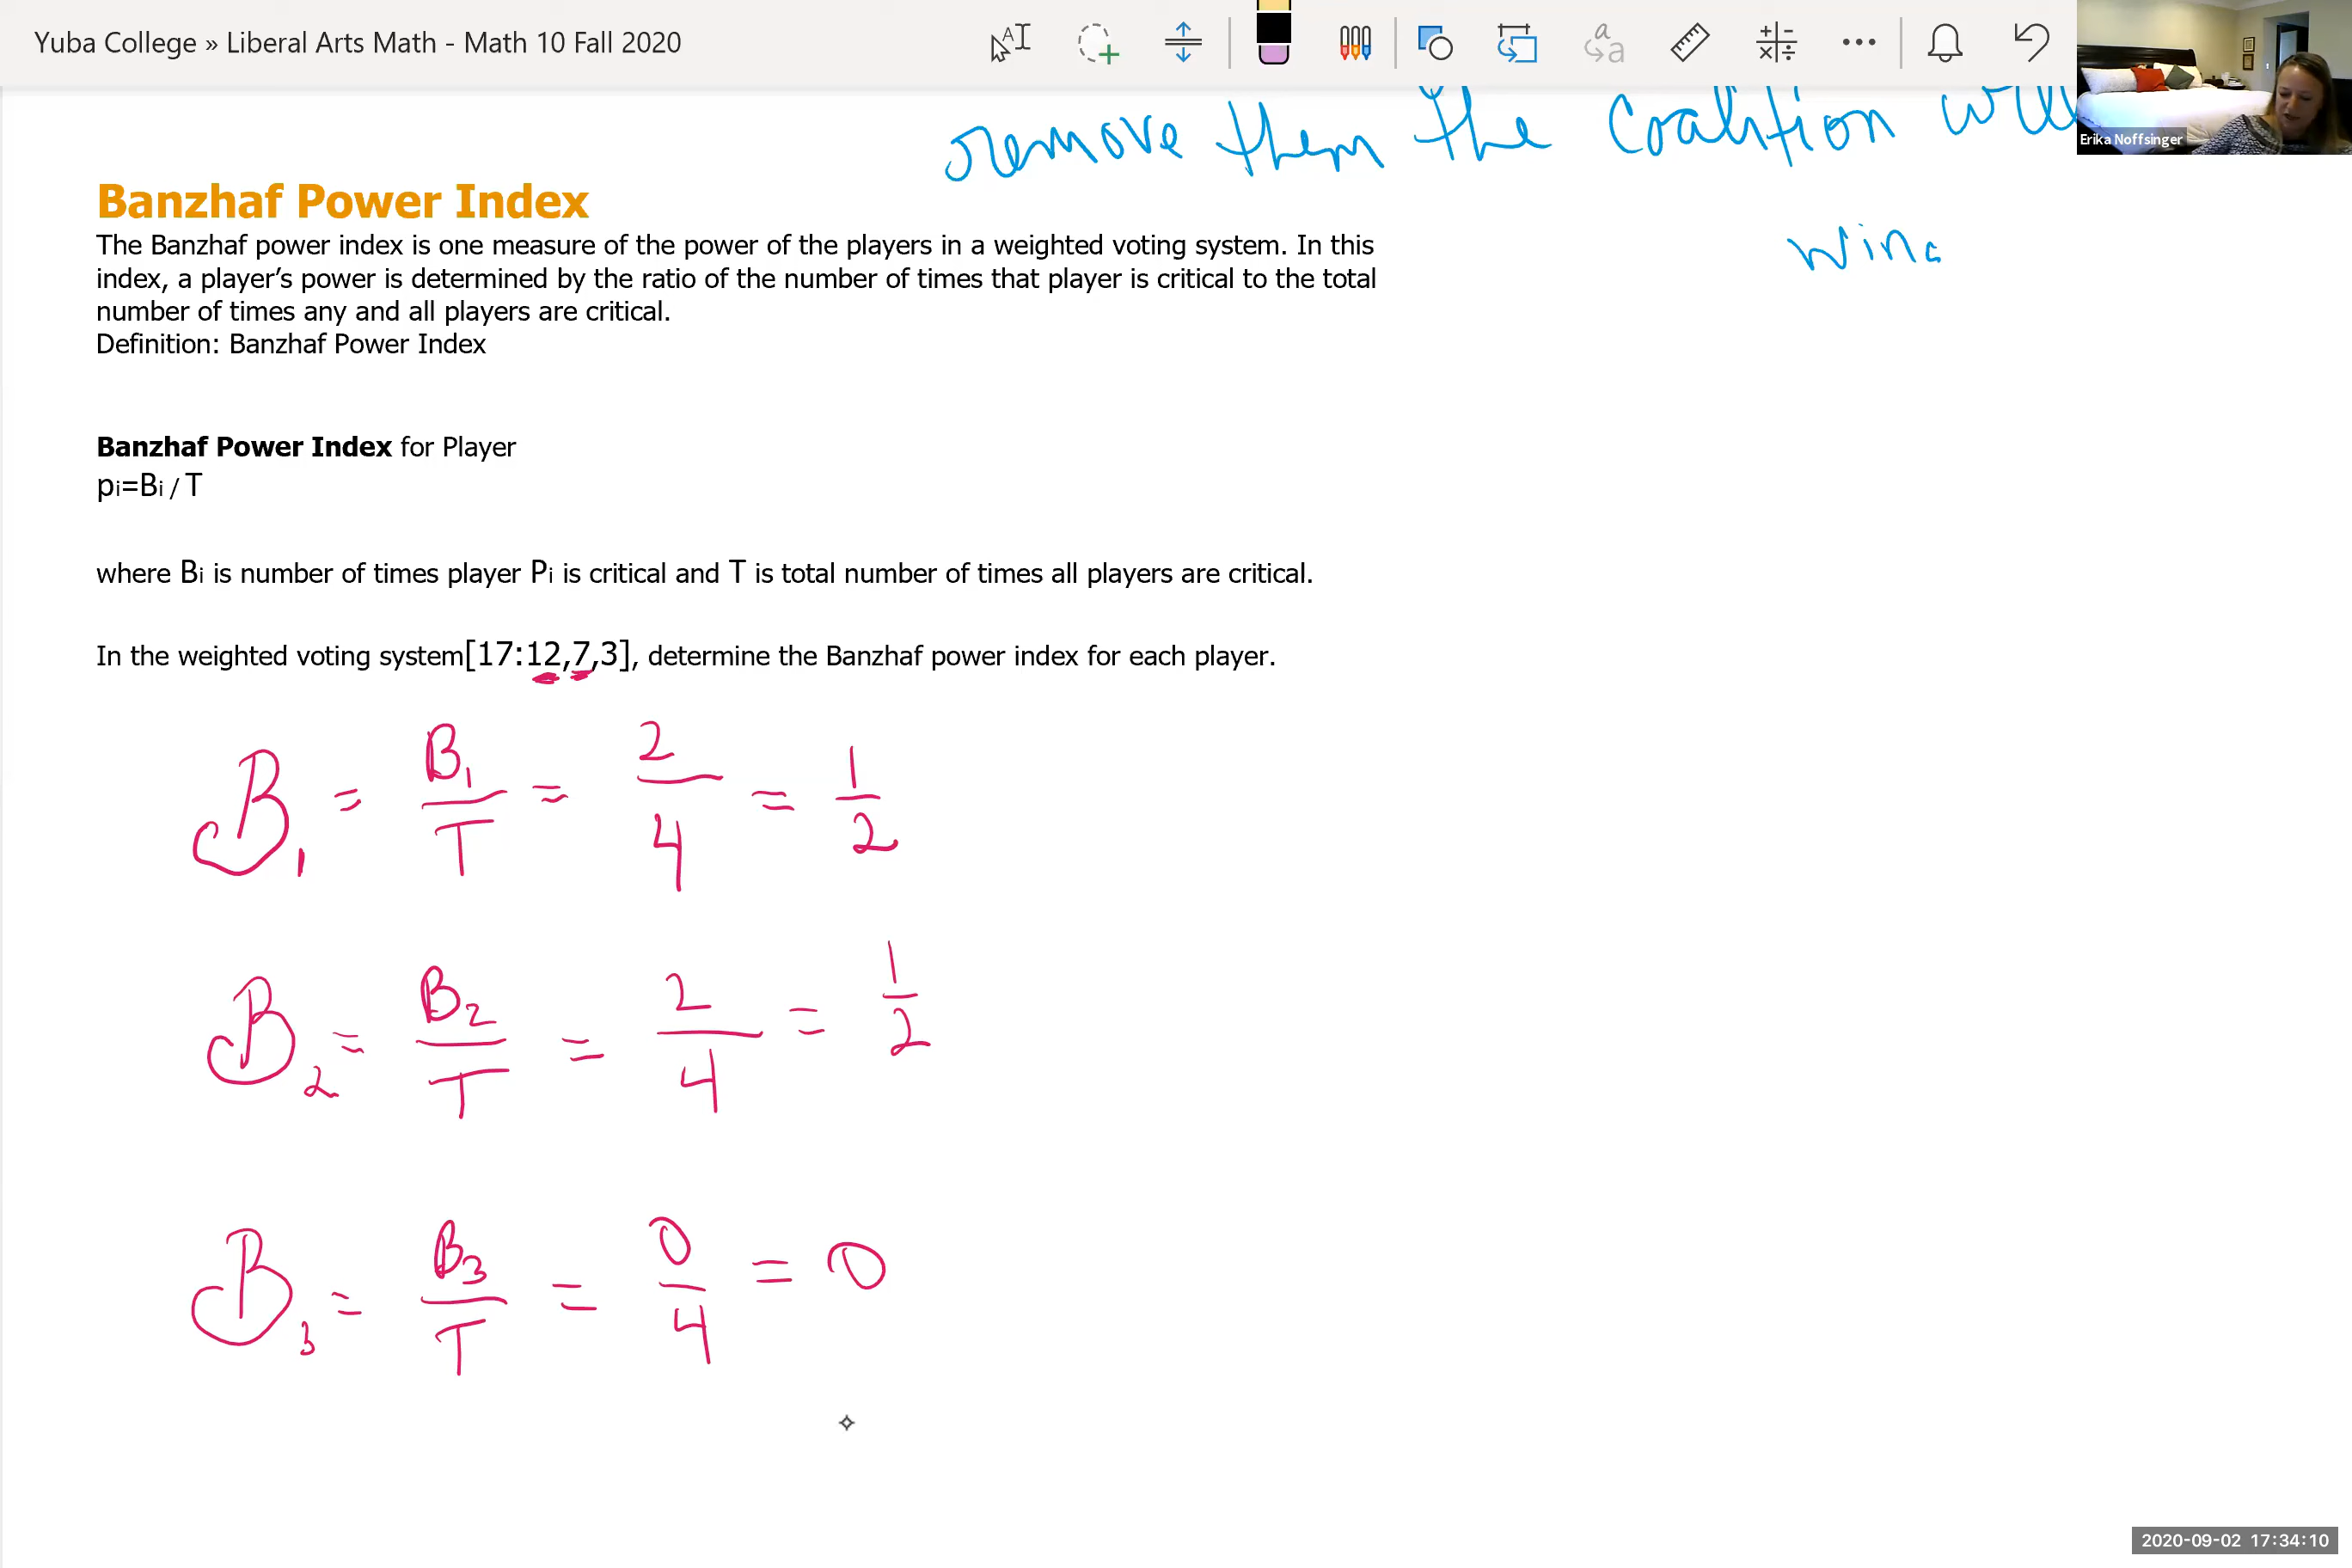 Yuba College » Liberal Arts Math - Math 10 Fall 2020
Erika Noffsinger
remove them the coalition will
win
Banzhaf Power Index
The Banzhaf power index is one measure of the power of the players in a weighted voting system. In this
index, a player's power is determined by the ratio of the number of times that player is critical to the total
number of times any and all players are critical.
Definition: Banzhaf Power Index
Banzhaf Power Index for Player
pi=Bi / T
where Bi is number of times player Pi is critical and T is total number of times all players are critical.
In the weighted voting system[17:12,7,3], determine the Banzhaf power index for each player.
B1 = B1/T = 2/4 = 1/2
B2 = B2/T = 2/4 = 1/2
B3 = B3/T = 0/4 = 0
2020-09-02 17:34:10